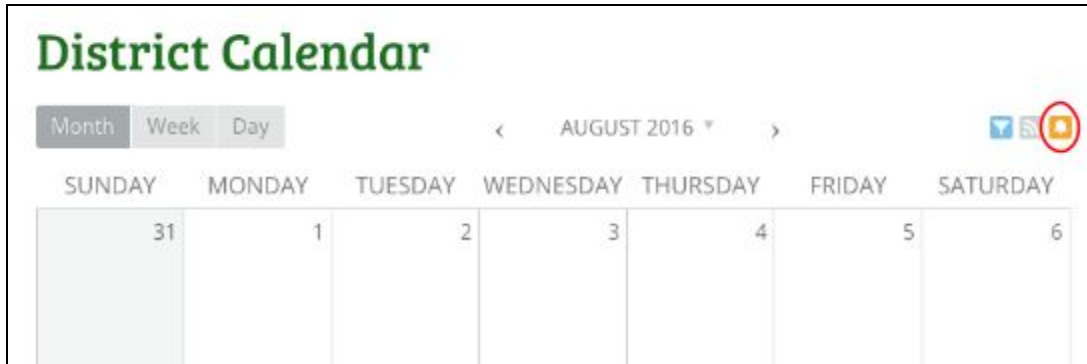 District Calendar
Month Week Day ‹ AUGUST 2016 ▾ ›
SUNDAY MONDAY TUESDAY WEDNESDAY THURSDAY FRIDAY SATURDAY
31 1 2 3 4 5 6